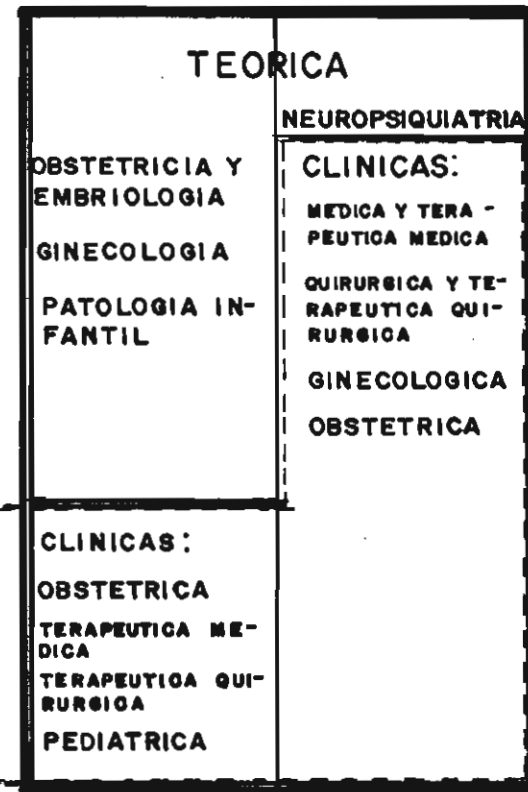 TEORICA
NEUROPSIQUIATRIA
OBSTETRICIA Y
EMBRIOLOGIA
GINECOLOGIA
PATOLOGIA IN-
FANTIL
CLINICAS:
MEDICA Y TERA-
PEUTICA MEDICA
QUIRURGICA Y TE-
RAPEUTICA QUI-
RURGICA
GINECOLOGICA
OBSTETRICA
CLINICAS:
OBSTETRICA
TERAPEUTICA ME-
DICA
TERAPEUTICA QUI-
RURGICA
PEDIATRICA